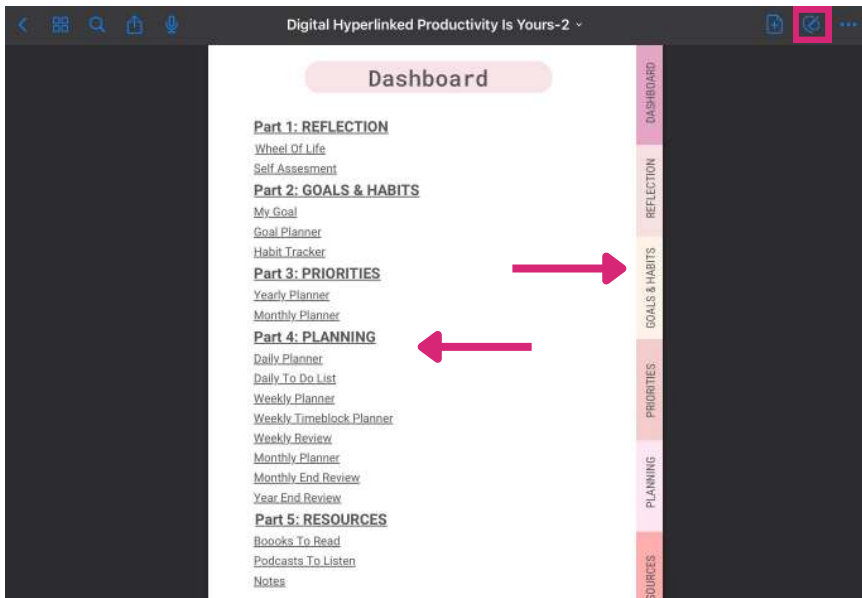 Digital Hyperlinked Productivity Is Yours-2
Dashboard
Part 1: REFLECTION
Wheel Of Life
Self Assesment
Part 2: GOALS & HABITS
My Goal
Goal Planner
Habit Tracker
Part 3: PRIORITIES
Yearly Planner
Monthly Planner
Part 4: PLANNING
Daily Planner
Daily To Do List
Weekly Planner
Weekly Timeblock Planner
Weekly Review
Monthly Planner
Monthly End Review
Year End Review
Part 5: RESOURCES
Boooks To Read
Podcasts To Listen
Notes
DASHBOARD
REFLECTION
GOALS & HABITS
PRIORITIES
PLANNING
SOURCES